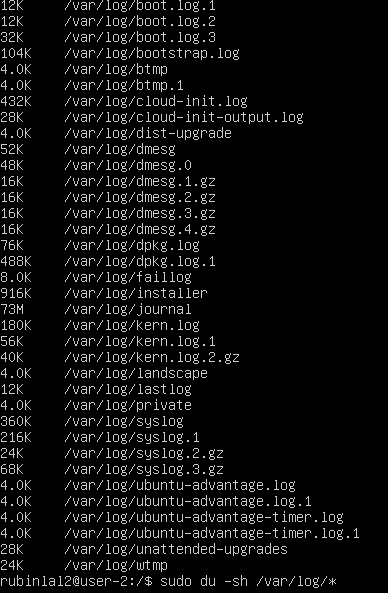 12K /var/log/boot.log.1
12K /var/log/boot.log.2
32K /var/log/boot.log.3
104K /var/log/bootstrap.log
4.0K /var/log/btmp
4.0K /var/log/btmp.1
432K /var/log/cloud-init.log
28K /var/log/cloud-init-output.log
4.0K /var/log/dist-upgrade
52K /var/log/dmesg
48K /var/log/dmesg.0
16K /var/log/dmesg.1.gz
16K /var/log/dmesg.2.gz
16K /var/log/dmesg.3.gz
16K /var/log/dmesg.4.gz
76K /var/log/dpkg.log
488K /var/log/dpkg.log.1
8.0K /var/log/faillog
916K /var/log/installer
73M /var/log/journal
180K /var/log/kern.log
56K /var/log/kern.log.1
40K /var/log/kern.log.2.gz
4.0K /var/log/landscape
12K /var/log/lastlog
4.0K /var/log/private
360K /var/log/syslog
216K /var/log/syslog.1
24K /var/log/syslog.2.gz
68K /var/log/syslog.3.gz
4.0K /var/log/ubuntu-advantage.log
4.0K /var/log/ubuntu-advantage.log.1
4.0K /var/log/ubuntu-advantage-timer.log
4.0K /var/log/ubuntu-advantage-timer.log.1
28K /var/log/unattended-upgrades
24K /var/log/wtmp
rubinlal2@user-2:/$ sudo du -sh /var/log/*